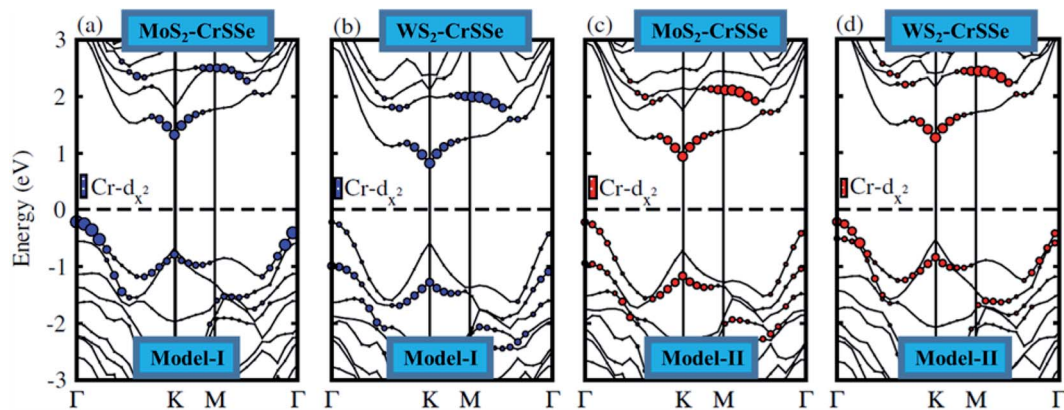 (a) MoS₂-CrSSe
(b) WS₂-CrSSe
(c) MoS₂-CrSSe
(d) WS₂-CrSSe
Energy (eV)
3
2
1
0
-1
-2
-3
Cr-dₓ²
Cr-dₓ²
Cr-dₓ²
Cr-dₓ²
Model-I
Model-I
Model-II
Model-II
Γ K M Γ
Γ K M Γ
Γ K M Γ
Γ K M Γ